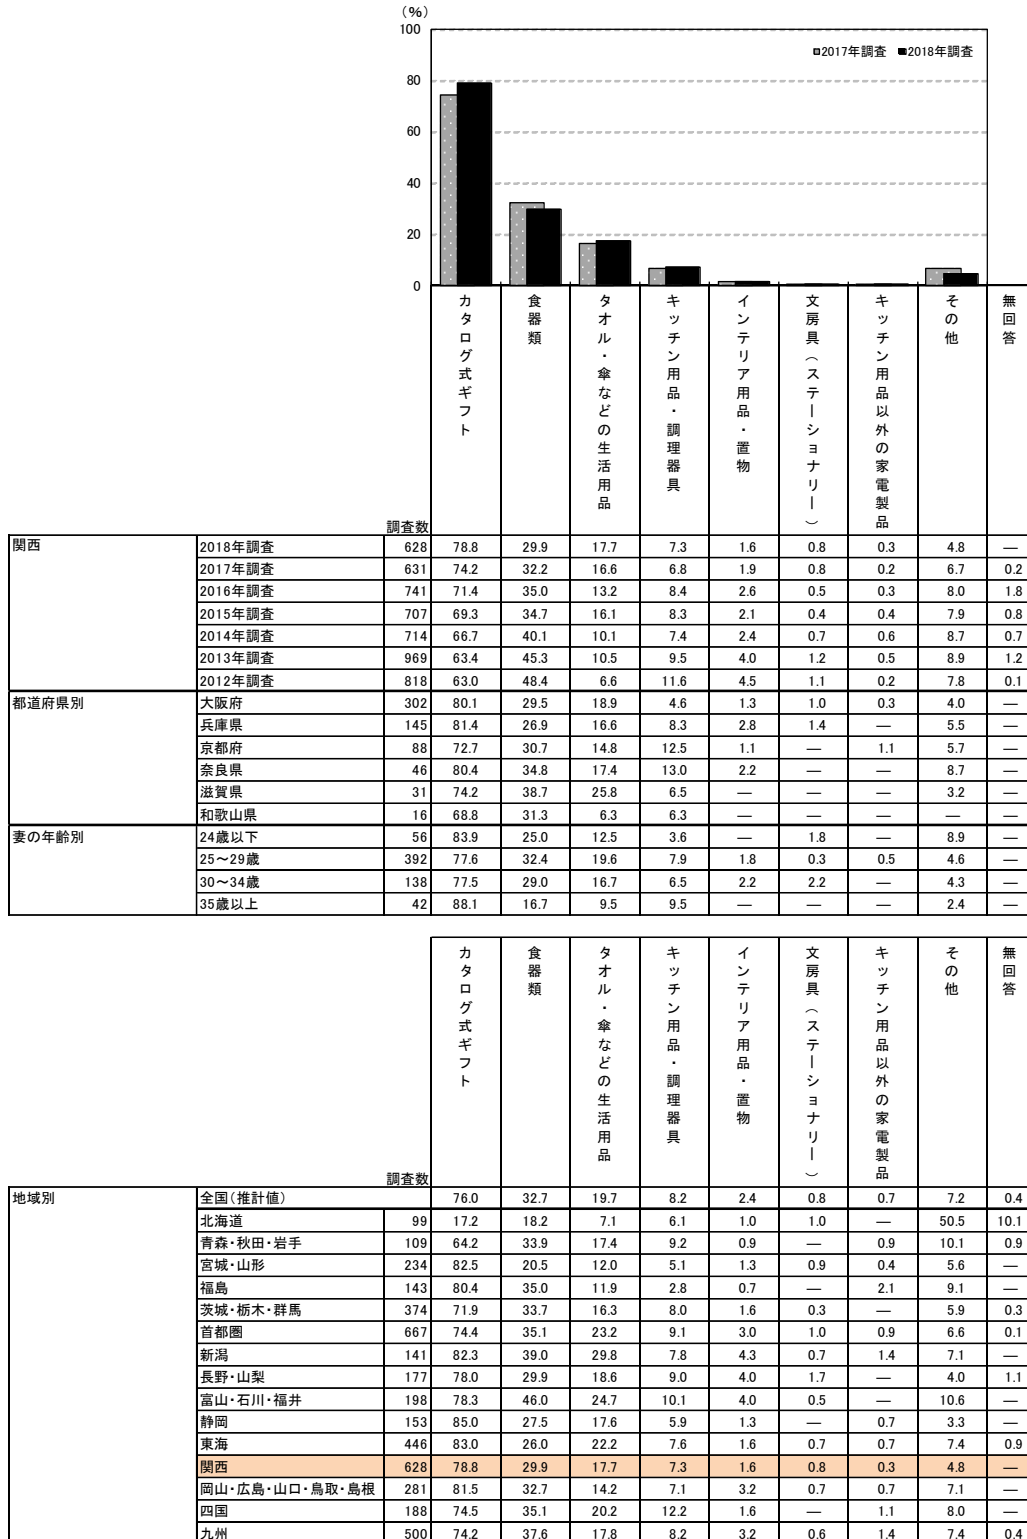 (%)
100
80
60
40
20
0
2017年調査 2018年調査
カタログ式ギフト
食器類
タオル・傘などの生活用品
キッチン用品・調理器具
インテリア用品・置物
文房具（ステーショナリー）
キッチン用品以外の家電製品
その他
無回答
調査数
関西 2018年調査 628 78.8 29.9 17.7 7.3 1.6 0.8 0.3 4.8 ―
2017年調査 631 74.2 32.2 16.6 6.8 1.9 0.8 0.2 6.7 0.2
2016年調査 741 71.4 35.0 13.2 8.4 2.6 0.5 0.3 8.0 1.8
2015年調査 707 69.3 34.7 16.1 8.3 2.1 0.4 0.4 7.9 0.8
2014年調査 714 66.7 40.1 10.1 7.4 2.4 0.7 0.6 8.7 0.7
2013年調査 969 63.4 45.3 10.5 9.5 4.0 1.2 0.5 8.9 1.2
2012年調査 818 63.0 48.4 6.6 11.6 4.5 1.1 0.2 7.8 0.1
都道府県別 大阪府 302 80.1 29.5 18.9 4.6 1.3 1.0 0.3 4.0 ―
兵庫県 145 81.4 26.9 16.6 8.3 2.8 1.4 ― 5.5 ―
京都府 88 72.7 30.7 14.8 12.5 1.1 ― 1.1 5.7 ―
奈良県 46 80.4 34.8 17.4 13.0 2.2 ― ― 8.7 ―
滋賀県 31 74.2 38.7 25.8 6.5 ― ― ― 3.2 ―
和歌山県 16 68.8 31.3 6.3 6.3 ― ― ― ― ―
妻の年齢別 24歳以下 56 83.9 25.0 12.5 3.6 ― 1.8 ― 8.9 ―
25～29歳 392 77.6 32.4 19.6 7.9 1.8 0.3 0.5 4.6 ―
30～34歳 138 77.5 29.0 16.7 6.5 2.2 2.2 ― 4.3 ―
35歳以上 42 88.1 16.7 9.5 9.5 ― ― ― 2.4 ―
カタログ式ギフト
食器類
タオル・傘などの生活用品
キッチン用品・調理器具
インテリア用品・置物
文房具（ステーショナリー）
キッチン用品以外の家電製品
その他
無回答
調査数
地域別 全国（推計値） 76.0 32.7 19.7 8.2 2.4 0.8 0.7 7.2 0.4
北海道 99 17.2 18.2 7.1 6.1 1.0 1.0 ― 50.5 10.1
青森・秋田・岩手 109 64.2 33.9 17.4 9.2 0.9 ― 0.9 10.1 0.9
宮城・山形 234 82.5 20.5 12.0 5.1 1.3 0.9 0.4 5.6 ―
福島 143 80.4 35.0 11.9 2.8 0.7 ― 2.1 9.1 ―
茨城・栃木・群馬 374 71.9 33.7 16.3 8.0 1.6 0.3 ― 5.9 0.3
首都圏 667 74.4 35.1 23.2 9.1 3.0 1.0 0.9 6.6 0.1
新潟 141 82.3 39.0 29.8 7.8 4.3 0.7 1.4 7.1 ―
長野・山梨 177 78.0 29.9 18.6 9.0 4.0 1.7 ― 4.0 1.1
富山・石川・福井 198 78.3 46.0 24.7 10.1 4.0 0.5 ― 10.6 ―
静岡 153 85.0 27.5 17.6 5.9 1.3 ― 0.7 3.3 ―
東海 446 83.0 26.0 22.2 7.6 1.6 0.7 0.7 7.4 0.9
関西 628 78.8 29.9 17.7 7.3 1.6 0.8 0.3 4.8 ―
岡山・広島・山口・鳥取・島根 281 81.5 32.7 14.2 7.1 3.2 0.7 0.7 7.1 ―
四国 188 74.5 35.1 20.2 12.2 1.6 ― 1.1 8.0 ―
九州 500 74.2 37.6 17.8 8.2 3.2 0.6 1.4 7.4 0.4